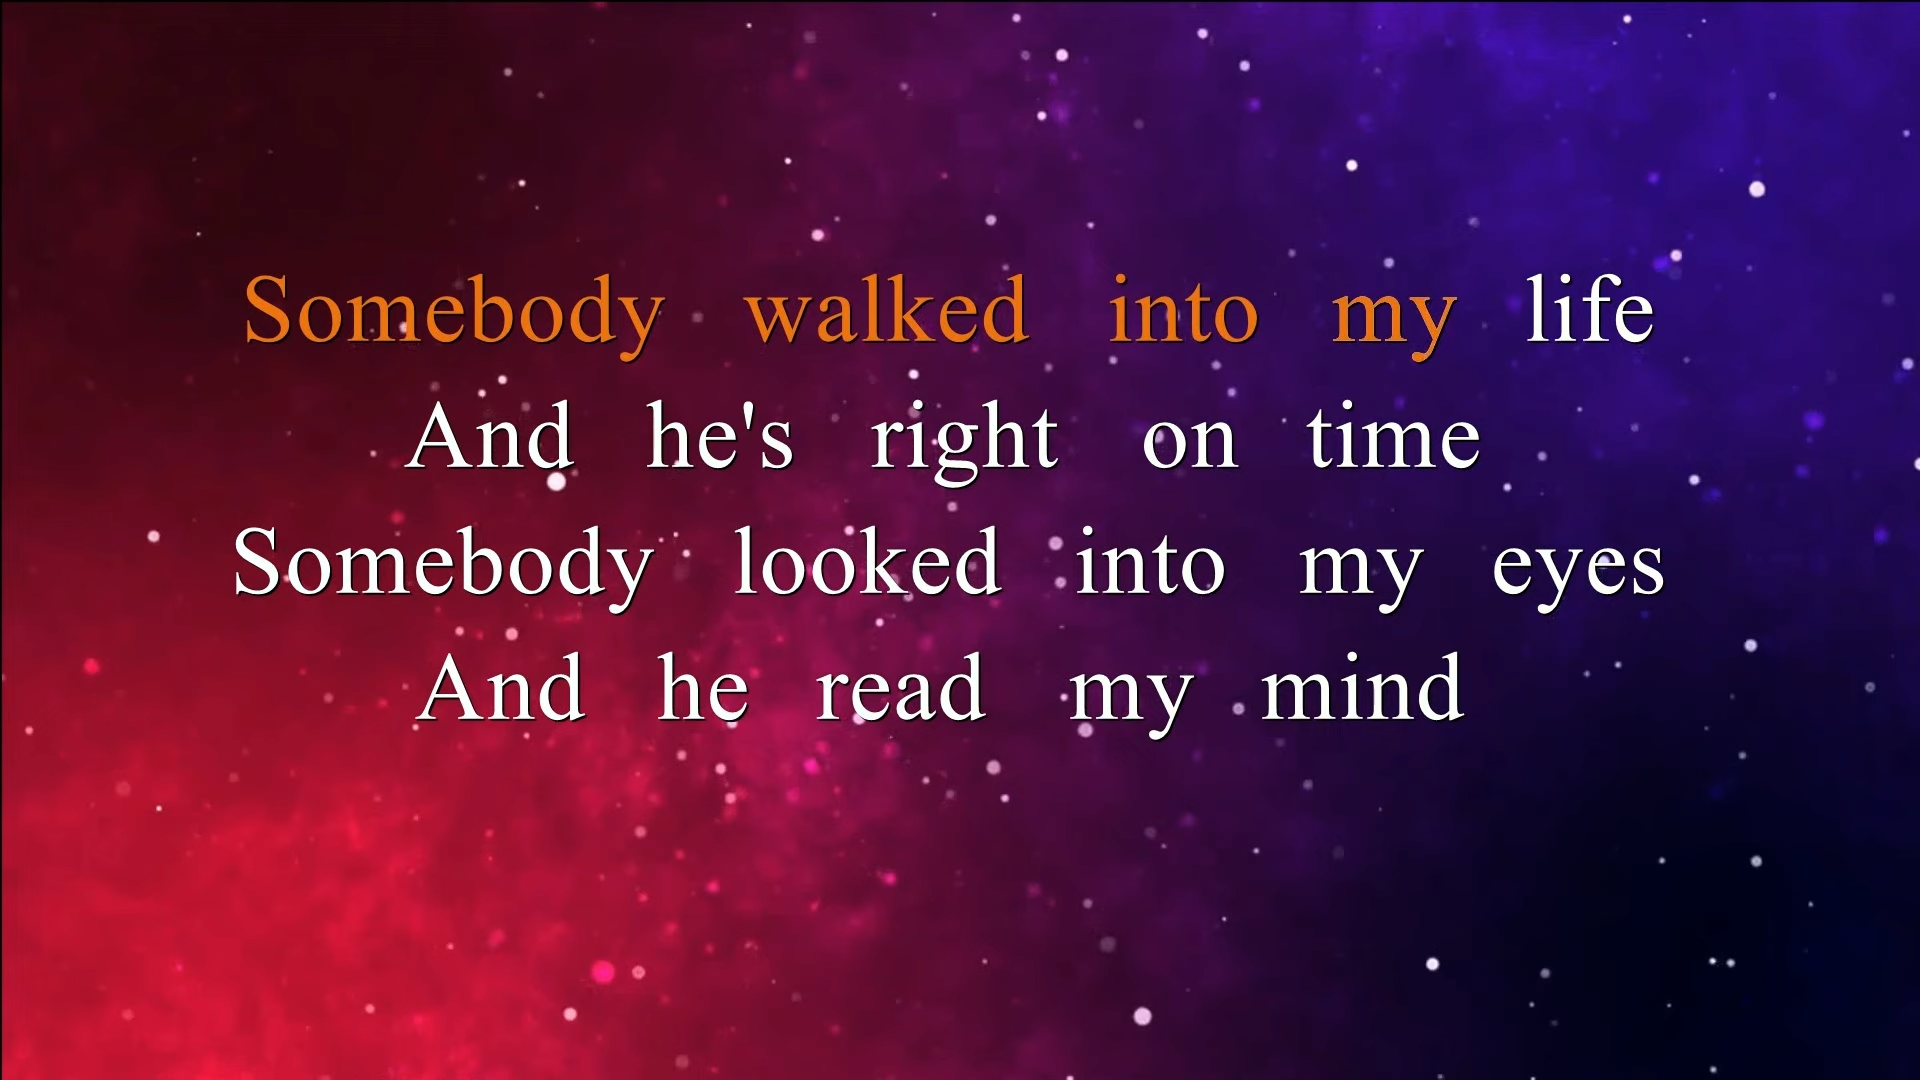 Somebody walked into my life
And he's right on time
Somebody looked into my eyes
And he read my mind